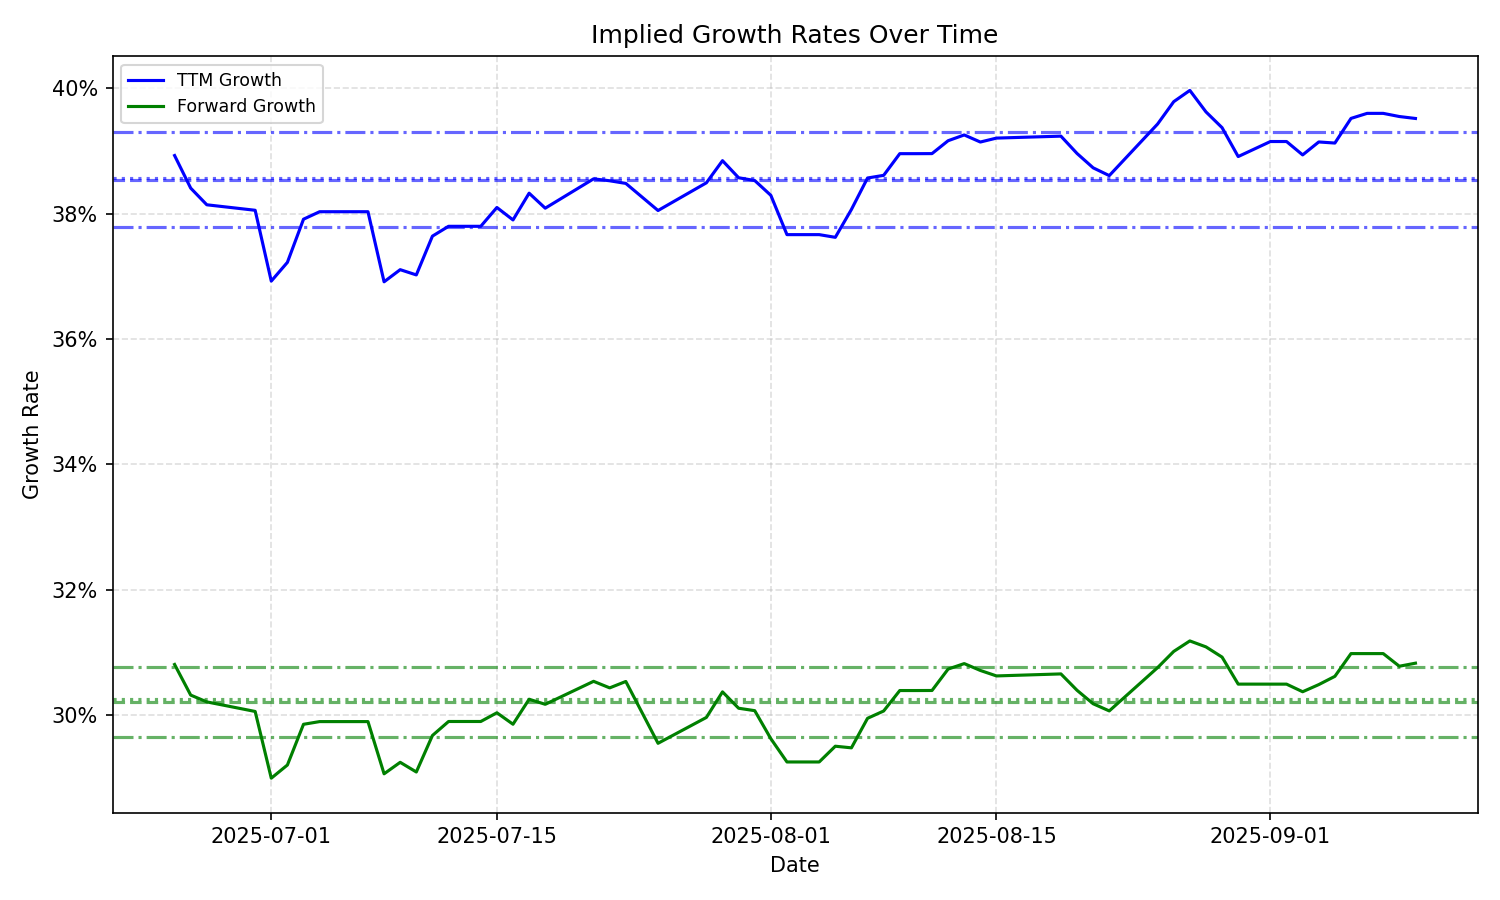 Implied Growth Rates Over Time
TTM Growth
Forward Growth
40%
38%
36%
34%
32%
30%
Growth Rate
2025-07-01
2025-07-15
2025-08-01
2025-08-15
2025-09-01
Date